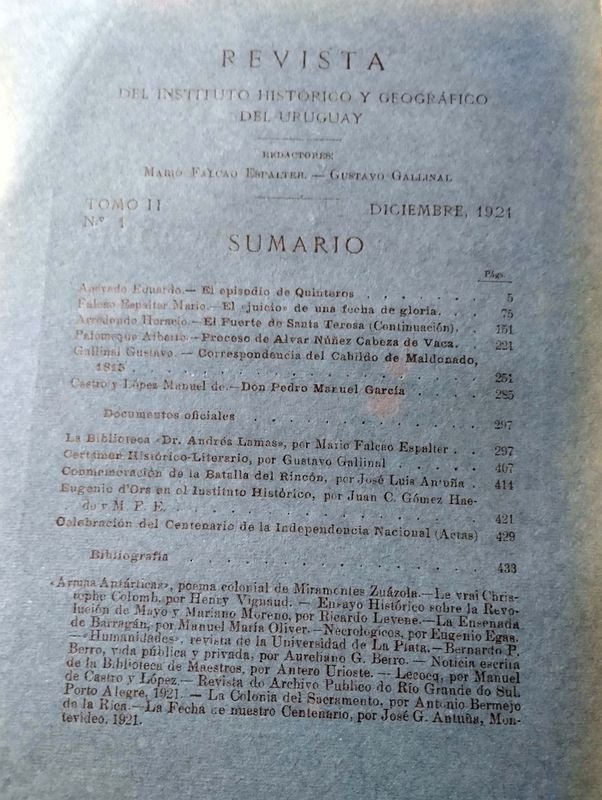 REVISTA
DEL INSTITUTO HISTÓRICO Y GEOGRÁFICO
DEL URUGUAY
REDACTORES:
MARIO FALCAO ESPALTER. — GUSTAVO GALLINAL
TOMO II
DICIEMBRE, 1921
N.º 1
SUMARIO
Págs.
Acevedo Eduardo.— El episodio de Quinteros . . . . . . . 5
Falcao Espalter Mario.— El «juicio» de una fecha de gloria. . . 75
Arredondo Horacio.—El Fuerte de Santa Teresa (Continuación). . 151
Palomeque Alberto.—Proceso de Alvar Núñez Cabeza de Vaca. 221
Gallinal Gustavo. — Correspondencia del Cabildo de Maldonado,
1815 . . . . . . . . . . . . 251
Castro y López Manuel de.—Don Pedro Manuel García . . . . 285
Documentos oficiales . . . . . . . . . . 297
La Biblioteca «Dr. Andrés Lamas», por Mario Falcao Espalter . . 297
Certamen Histórico-Literario, por Gustavo Gallinal . . . . . 407
Conmemoración de la Batalla del Rincón, por José Luis Antuña . . 414
Eugenio d'Ors en el Instituto Histórico, por Juan C. Gómez Hae-
do y M. F. E. . . . . . . . . . . . 421
Celebración del Centenario de la Independencia Nacional (Actas) 429
Bibliografía . . . . . . . . . . . 433
«Armas Antárticas», poema colonial de Miramontes Zuázola.—Le vrai Chris-
tophe Colomb, por Henry Vignaud. — Ensayo Histórico sobre la Revo-
lución de Mayo y Mariano Moreno, por Ricardo Levene.—La Ensenada
de Barragán, por Manuel María Oliver.—Necrológicos, por Eugenio Egas.
—«Humanidades», revista de la Universidad de La Plata.—Bernardo P.
Berro, vida pública y privada, por Aureliano G. Berro. — Noticia escrita
de la Biblioteca de Maestros, por Antero Urioste. — Lecocq, por Manuel
de Castro y López.— Revista do Archivo Publico do Rio Grande do Sul.
Porto Alegre, 1921. — La Colonia del Sacramento, por Antonio Bermejo
de la Rica.—La Fecha de nuestro Centenario, por José G. Antuña, Mon-
tevideo, 1921.